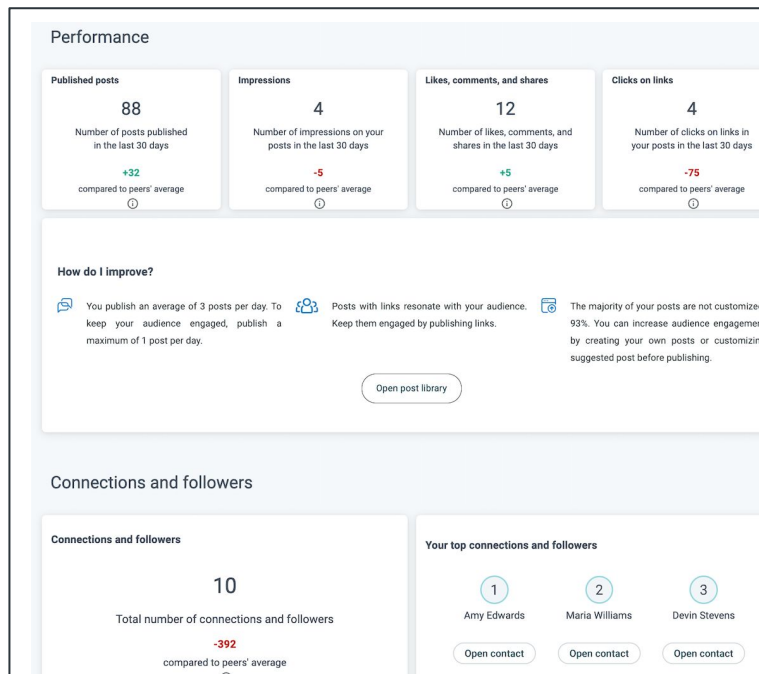 Performance
Published posts
88
Number of posts published
in the last 30 days
+32
compared to peers' average
Impressions
4
Number of impressions on your
posts in the last 30 days
-5
compared to peers' average
Likes, comments, and shares
12
Number of likes, comments, and
shares in the last 30 days
+5
compared to peers' average
Clicks on links
4
Number of clicks on links in
your posts in the last 30 days
-75
compared to peers' average
How do I improve?
You publish an average of 3 posts per day. To
keep your audience engaged, publish a
maximum of 1 post per day.
Posts with links resonate with your audience.
Keep them engaged by publishing links.
The majority of your posts are not
93%. You can increase audience
by creating your own posts or
suggested post before publishing.
Open post library
Connections and followers
Connections and followers
10
Total number of connections and followers
-392
compared to peers' average
Your top connections and followers
1
Amy Edwards
Open contact
2
Maria Williams
Open contact
3
Devin Stevens
Open contact